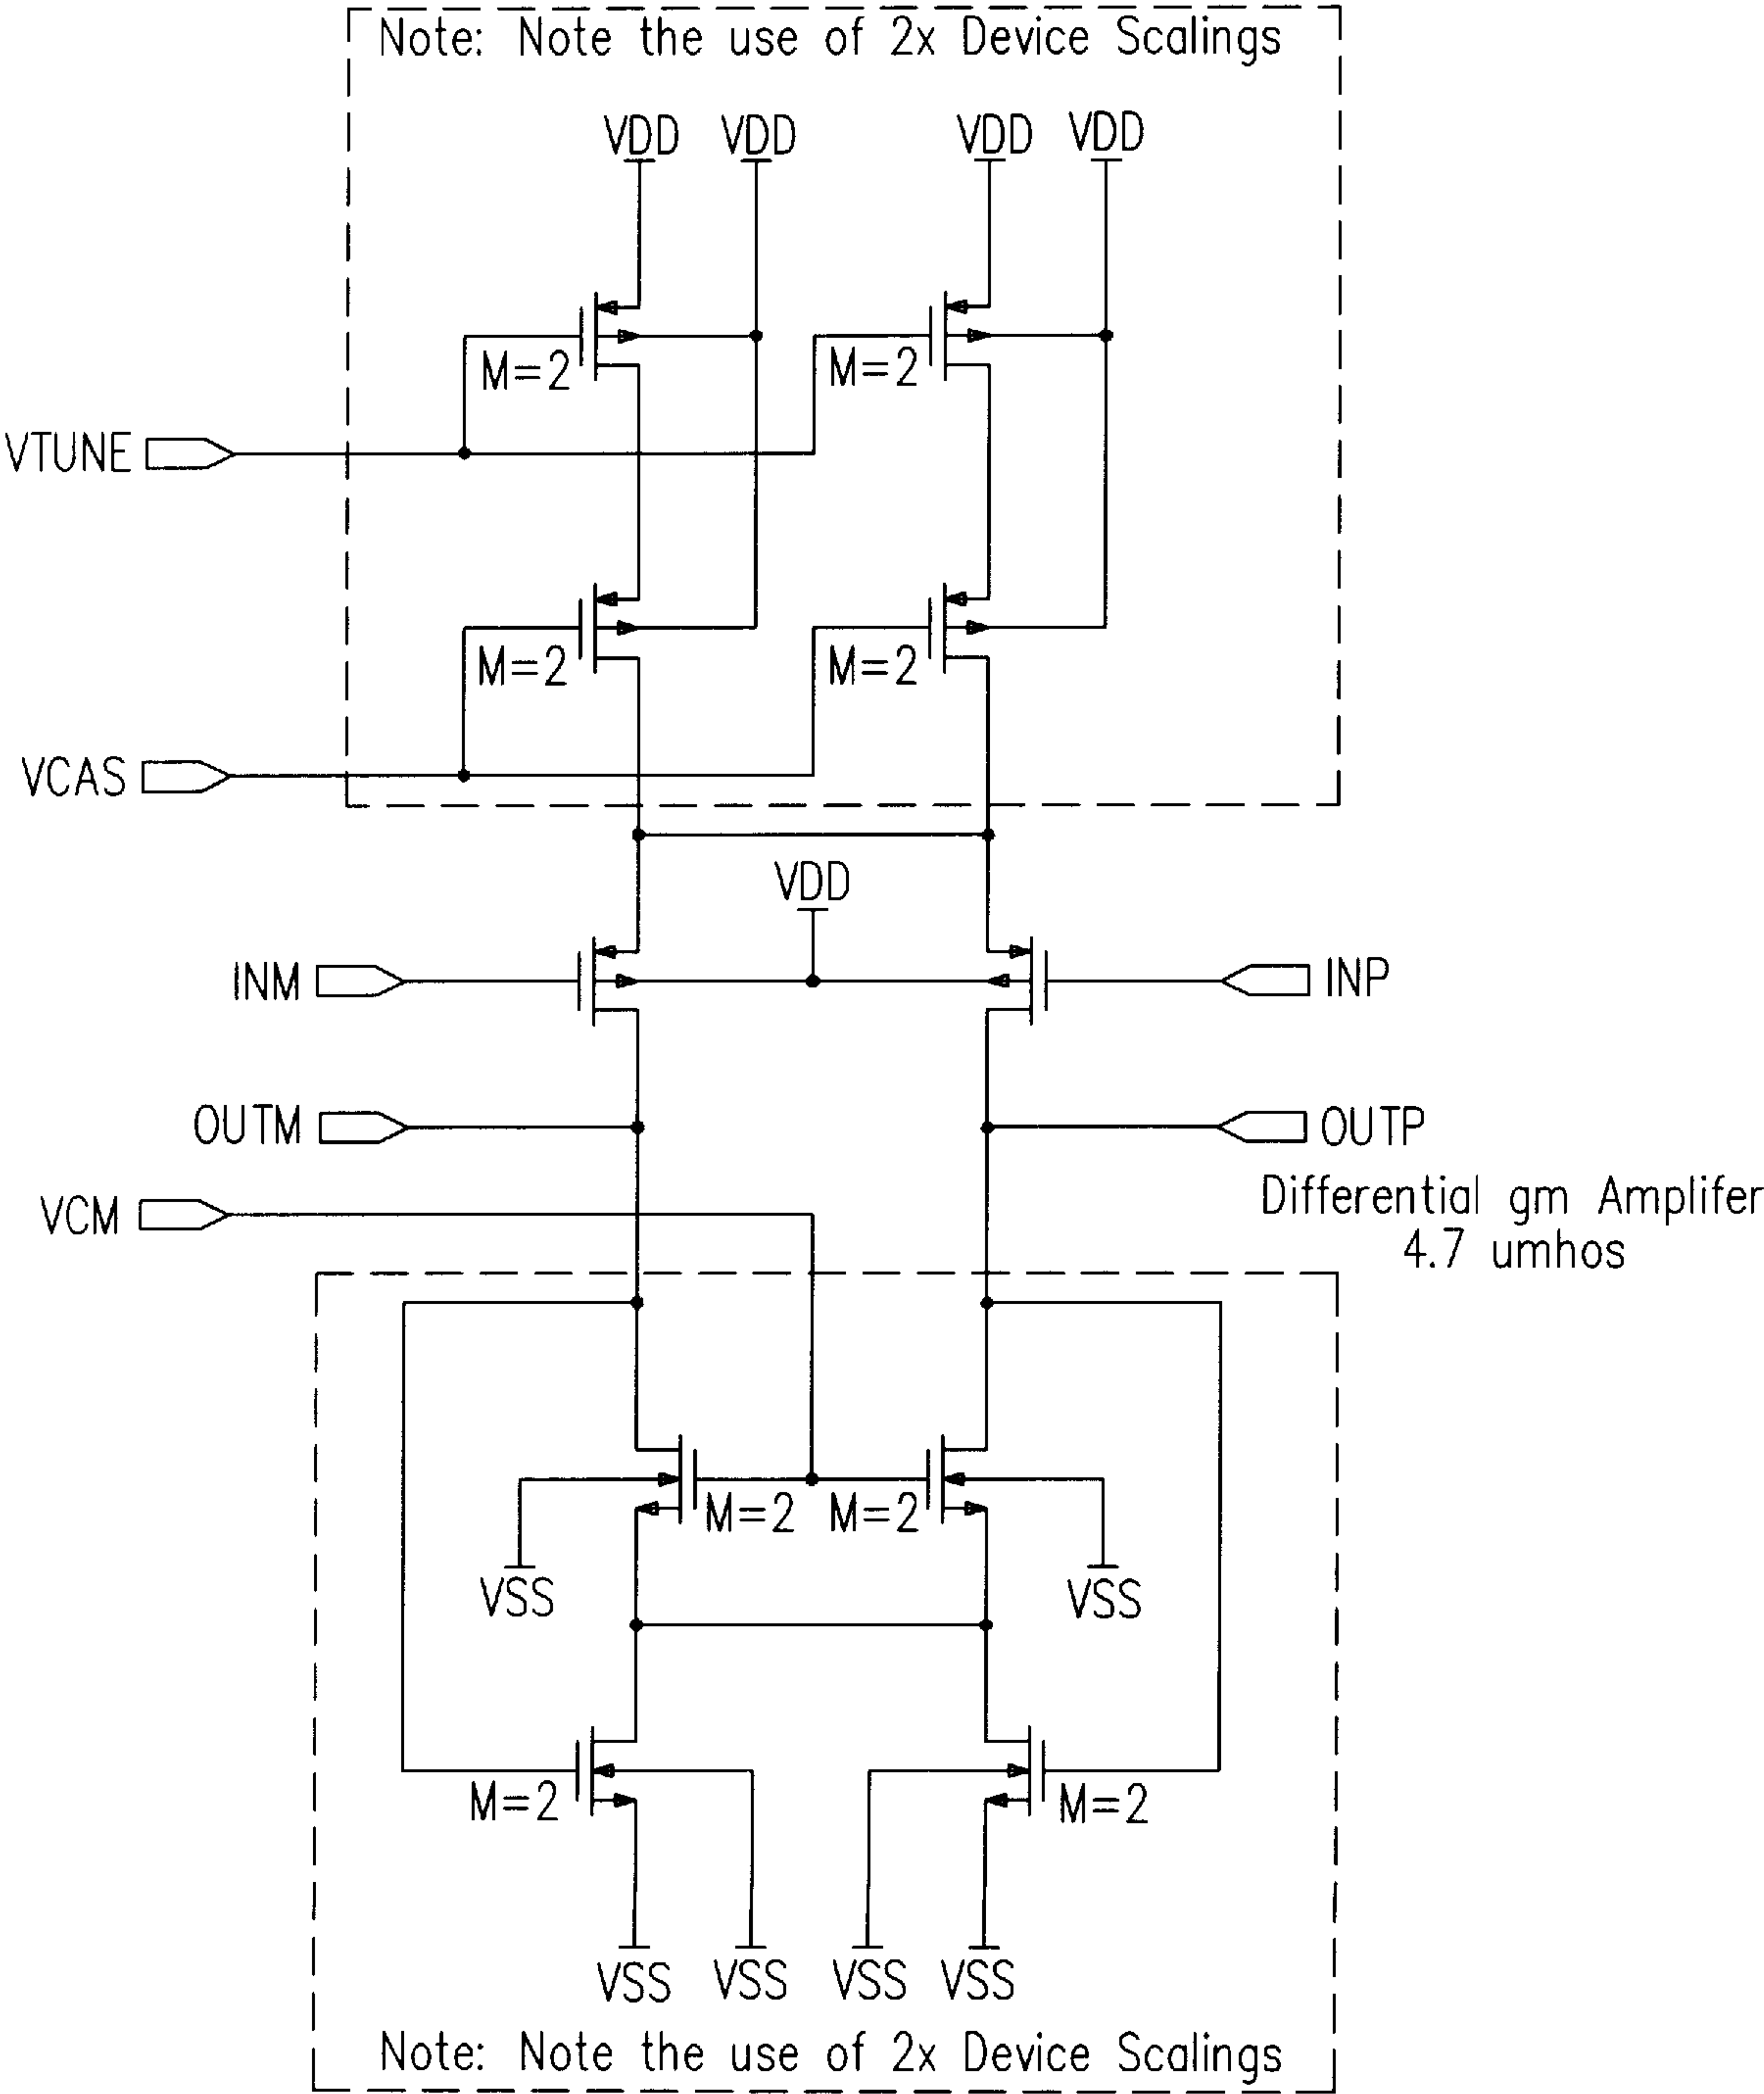 Note: Note the use of 2x Device Scalings
VDD VDD VDD VDD
M=2 M=2
VTUNE
M=2 M=2
VCAS
VDD
INM INP
OUTM OUTP
VCM
Differential gm Amplifer
4.7 umhos
M=2 M=2
VSS VSS
M=2 M=2
VSS VSS VSS VSS
Note: Note the use of 2x Device Scalings